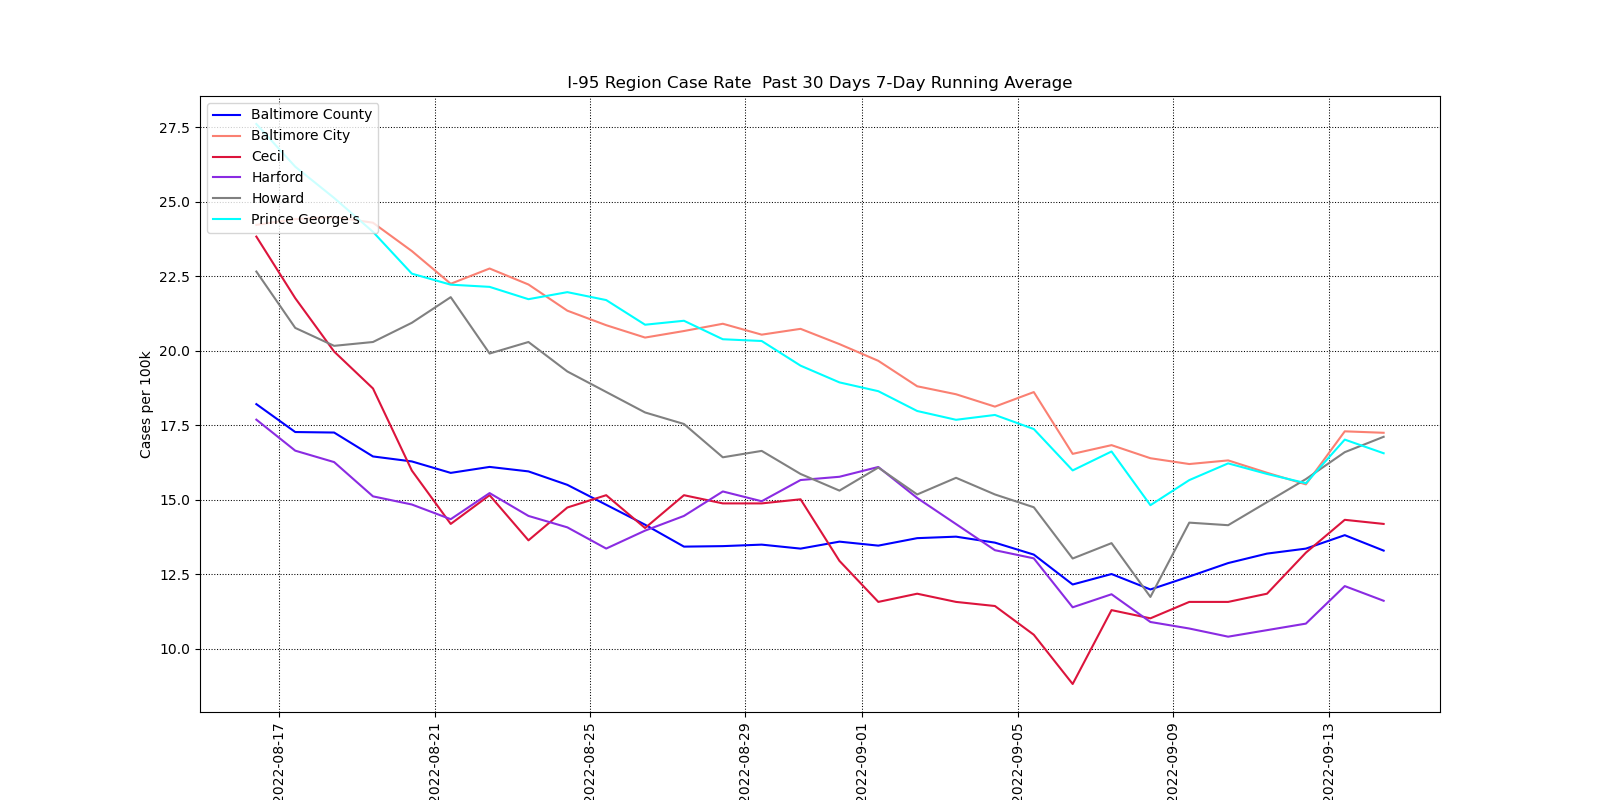 I-95 Region Case Rate  Past 30 Days 7-Day Running Average
Baltimore County
Baltimore City
Cecil
Harford
Howard
Prince George's
Cases per 100k
27.5
25.0
22.5
20.0
17.5
15.0
12.5
10.0
2022-08-17
2022-08-21
2022-08-25
2022-08-29
2022-09-01
2022-09-05
2022-09-09
2022-09-13